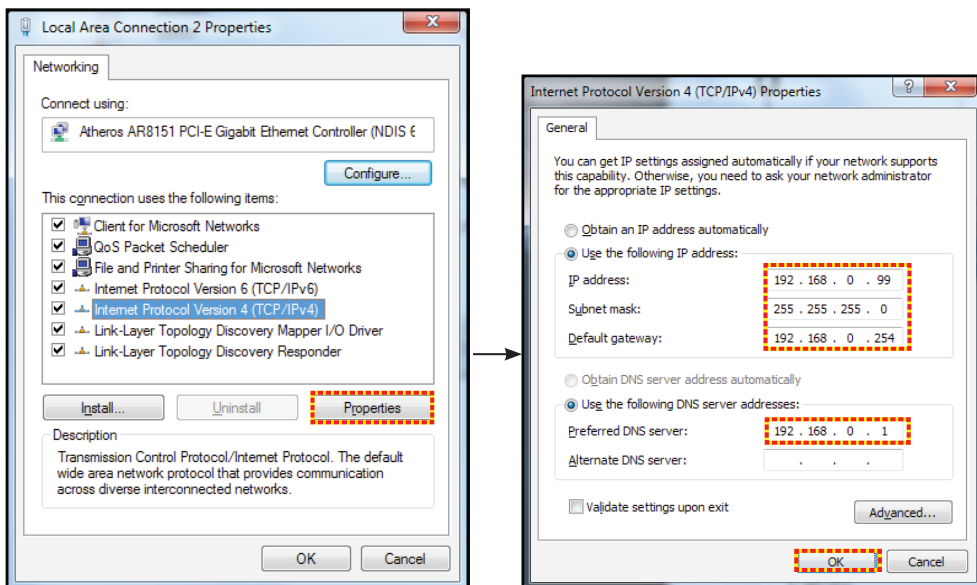 Local Area Connection 2 Properties
Networking
Connect using:
Atheros AR8151 PCI-E Gigabit Ethernet Controller (NDIS 6
Configure...
This connection uses the following items:
Client for Microsoft Networks
QoS Packet Scheduler
File and Printer Sharing for Microsoft Networks
Internet Protocol Version 6 (TCP/IPv6)
Internet Protocol Version 4 (TCP/IPv4)
Link-Layer Topology Discovery Mapper I/O Driver
Link-Layer Topology Discovery Responder
Install...
Uninstall
Properties
Description
Transmission Control Protocol/Internet Protocol. The default
wide area network protocol that provides communication
across diverse interconnected networks.
OK
Cancel
Internet Protocol Version 4 (TCP/IPv4) Properties
General
You can get IP settings assigned automatically if your network supports
this capability. Otherwise, you need to ask your network administrator
for the appropriate IP settings.
Obtain an IP address automatically
Use the following IP address:
IP address: 192 . 168 . 0 . 99
Subnet mask: 255 . 255 . 255 . 0
Default gateway: 192 . 168 . 0 . 254
Obtain DNS server address automatically
Use the following DNS server addresses:
Preferred DNS server: 192 . 168 . 0 . 1
Alternate DNS server: . . .
Validate settings upon exit
Advanced...
OK
Cancel